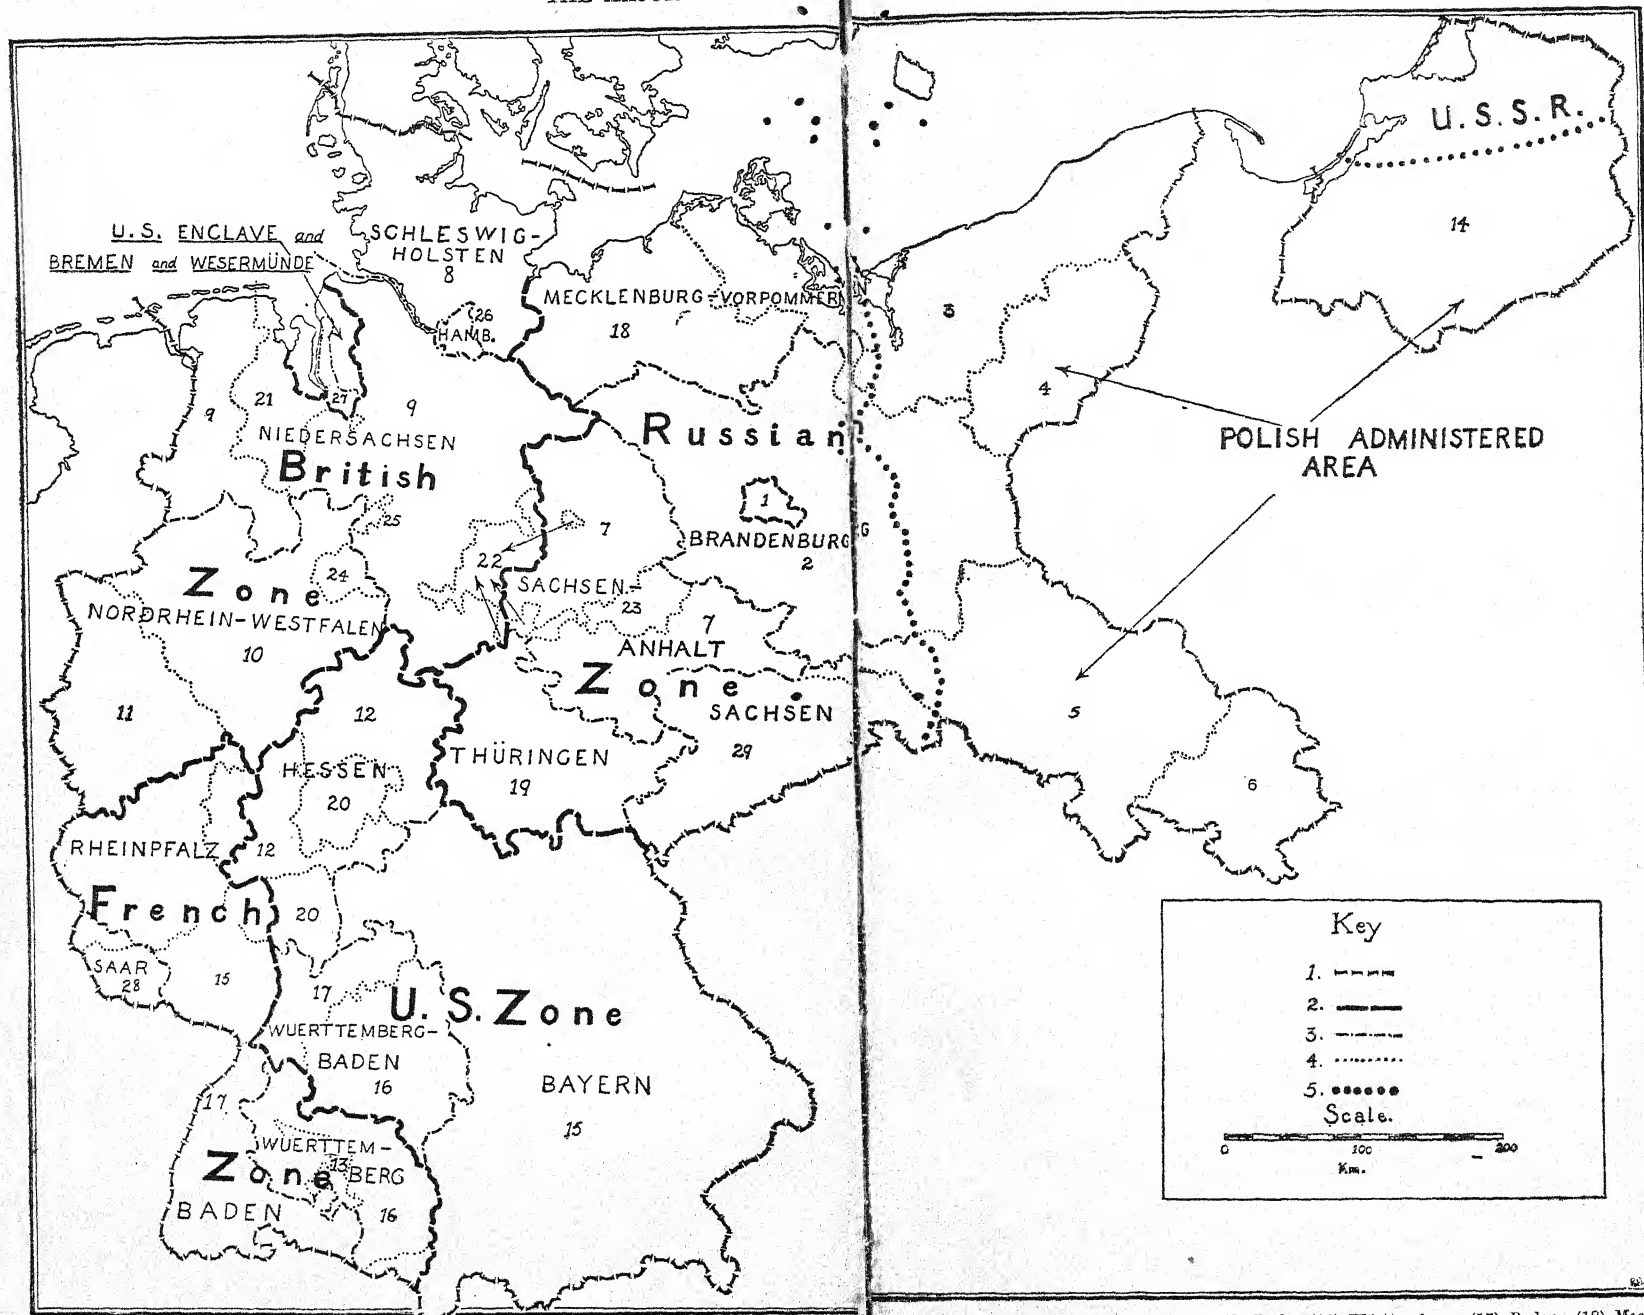 U.S.S.R.
14
U.S. ENCLAVE and
BREMEN and WESERMÜNDE
SCHLESWIG-
HOLSTEN
8
MECKLENBURG-VORPOMMERN
18
26
HAMB.
3
4
21
27
9
9
NIEDERSACHSEN
British
Russian
POLISH ADMINISTERED
AREA
1
25
7
BRANDENBURG
2
22
24
Zone
SACHSEN-
23
NORDRHEIN-WESTFALEN
10
7
ANHALT
Zone
SACHSEN
29
11
12
5
THÜRINGEN
19
HESSEN
20
6
RHEINPFALZ
12
French
20
SAAR
28
15
17
U.S. Zone
WUERTTEMBERG-
BADEN
16
BAYERN
15
17
WUERTTEM-
BERG
13
Zone
BADEN
16
Key
1.
2.
3.
4.
5.
Scale.
0 100 200
Km.